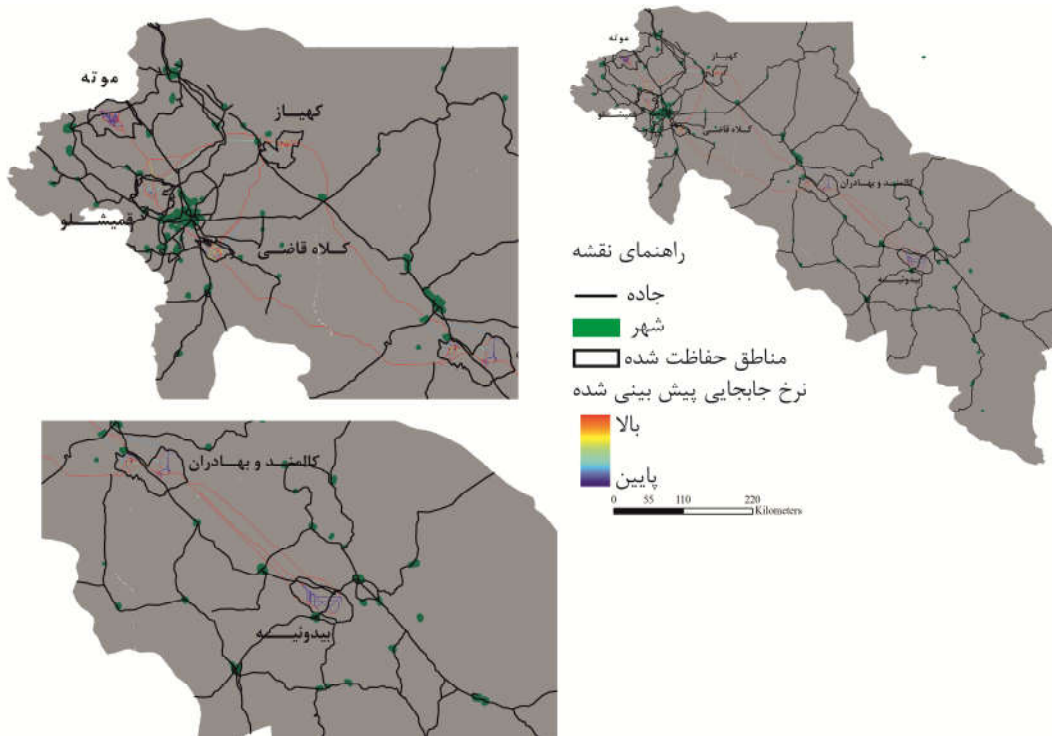 موته
کهیاز
قمیشلو
کلاه قاضی
موته
کهیاز
میشلو
کلاه قاضی
کالمند و بهادران
بیدوئیه
راهنمای نقشه
جاده
شهر
مناطق حفاظت شده
نرخ جابجایی پیش بینی شده
بالا
پایین
0 55 110 220
Kilometers
کالمند و بهادران
بیدوئیه